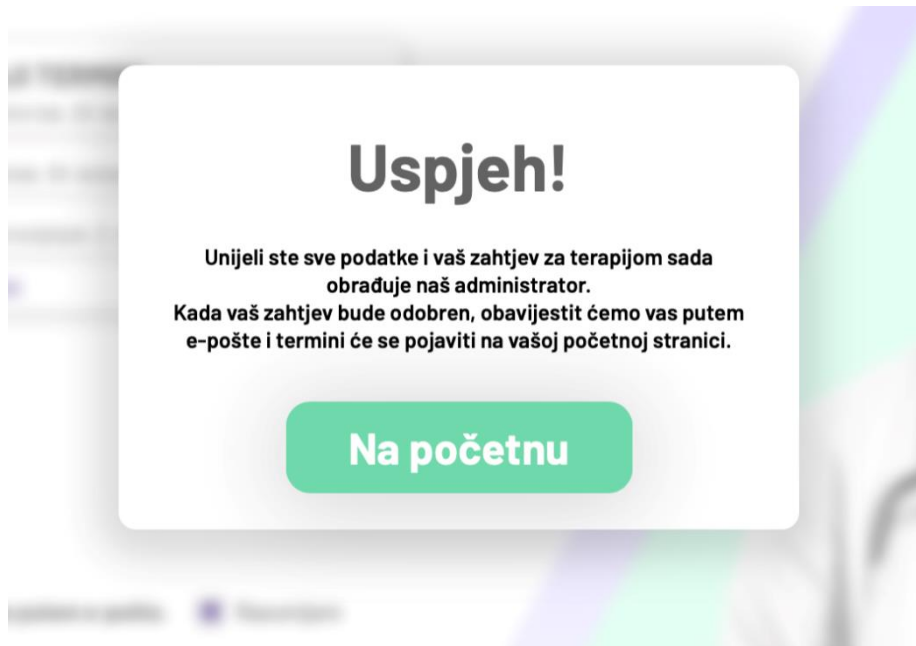 Uspjeh!
Unijeli ste sve podatke i vaš zahtjev za terapijom sada
obrađuje naš administrator.
Kada vaš zahtjev bude odobren, obavijestit ćemo vas putem
e-pošte i termini će se pojaviti na vašoj početnoj stranici.
Na početnu